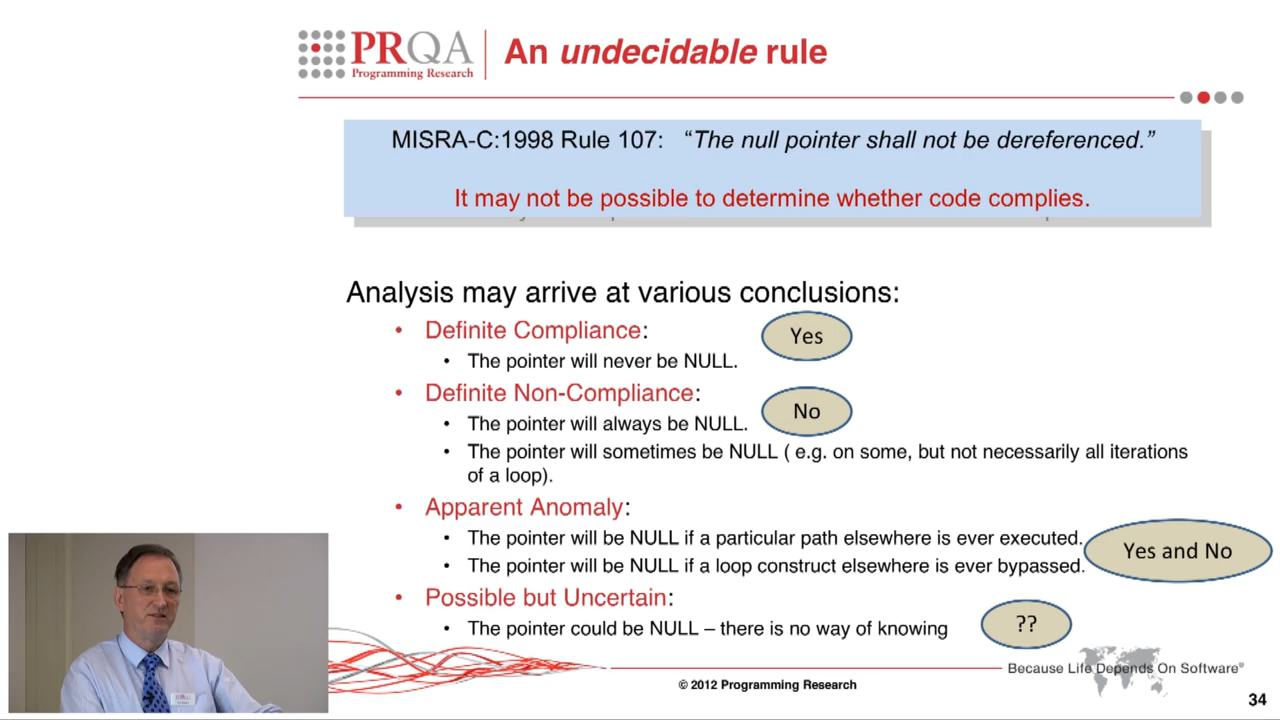 PRQA
Programming Research
An undecidable rule
MISRA-C:1998 Rule 107: “The null pointer shall not be dereferenced.”
It may not be possible to determine whether code complies.
Analysis may arrive at various conclusions:
• Definite Compliance:
Yes
• The pointer will never be NULL.
• Definite Non-Compliance:
No
• The pointer will always be NULL.
• The pointer will sometimes be NULL ( e.g. on some, but not necessarily all iterations
of a loop).
• Apparent Anomaly:
• The pointer will be NULL if a particular path elsewhere is ever executed.
Yes and No
• The pointer will be NULL if a loop construct elsewhere is ever bypassed.
• Possible but Uncertain:
• The pointer could be NULL – there is no way of knowing
??
Because Life Depends On Software®
© 2012 Programming Research
34